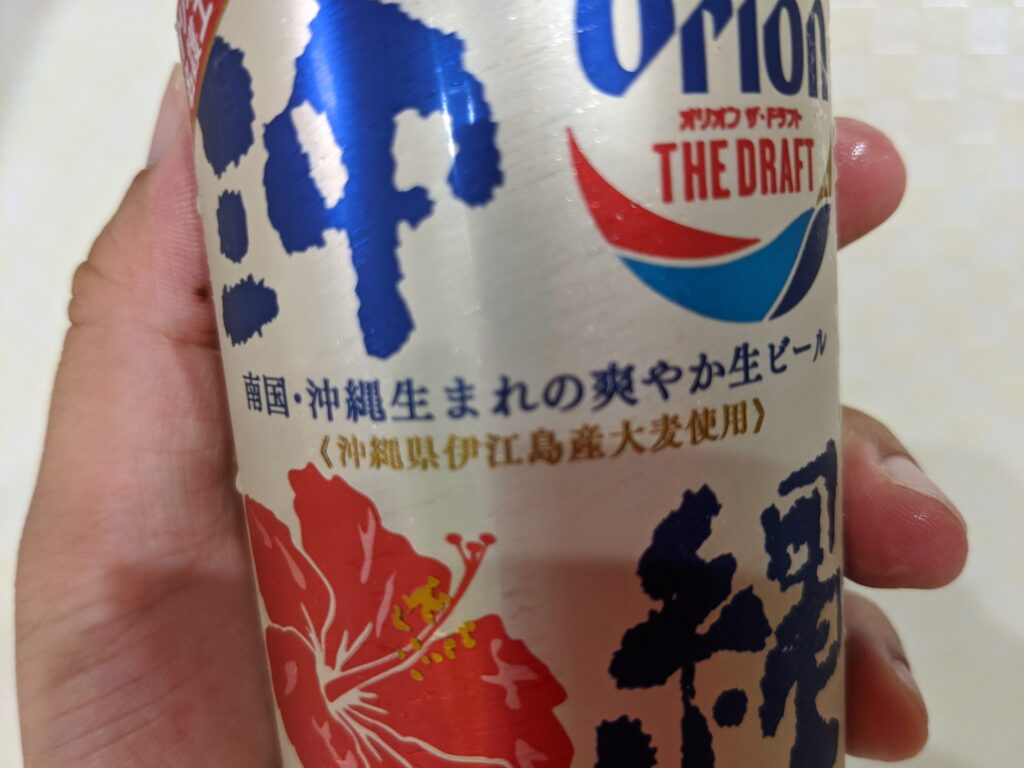 沖
Orion
オリオン ザ・ドラフト
THE DRAFT
南国・沖縄生まれの爽やか生ビール
《沖縄県伊江島産大麦使用》
縄